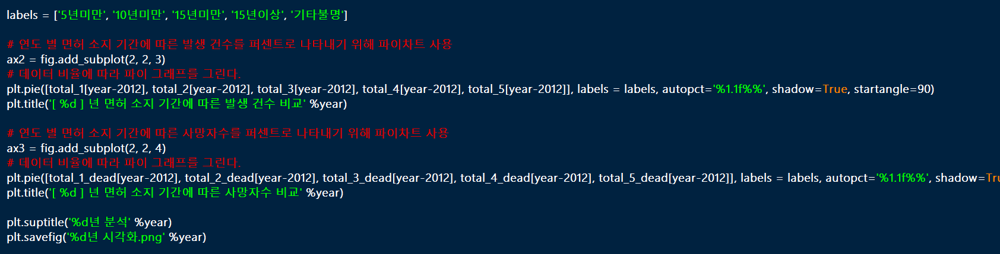 labels = ['5년미만', '10년미만', '15년미만', '15년이상', '기타불명']
# 연도 별 면허 소지 기간에 따른 발생 건수를 퍼센트로 나타내기 위해 파이차트 사용
ax2 = fig.add_subplot(2, 2, 3)
# 데이터 비율에 따라 파이 그래프를 그린다.
plt.pie([total_1[year-2012], total_2[year-2012], total_3[year-2012], total_4[year-2012], total_5[year-2012]], labels = labels, autopct='%1.1f%%', shadow=True, startangle=90)
plt.title('[ %d ] 년 면허 소지 기간에 따른 발생 건수 비교' %year)
# 연도 별 면허 소지 기간에 따른 사망자수를 퍼센트로 나타내기 위해 파이차트 사용
ax3 = fig.add_subplot(2, 2, 4)
# 데이터 비율에 따라 파이 그래프를 그린다.
plt.pie([total_1_dead[year-2012], total_2_dead[year-2012], total_3_dead[year-2012], total_4_dead[year-2012], total_5_dead[year-2012]], labels = labels, autopct='%1.1f%%', shadow=Tru
plt.title('[ %d ] 년 면허 소지 기간에 따른 사망자수 비교' %year)
plt.suptitle('%d년 분석' %year)
plt.savefig('%d년 시각화.png' %year)